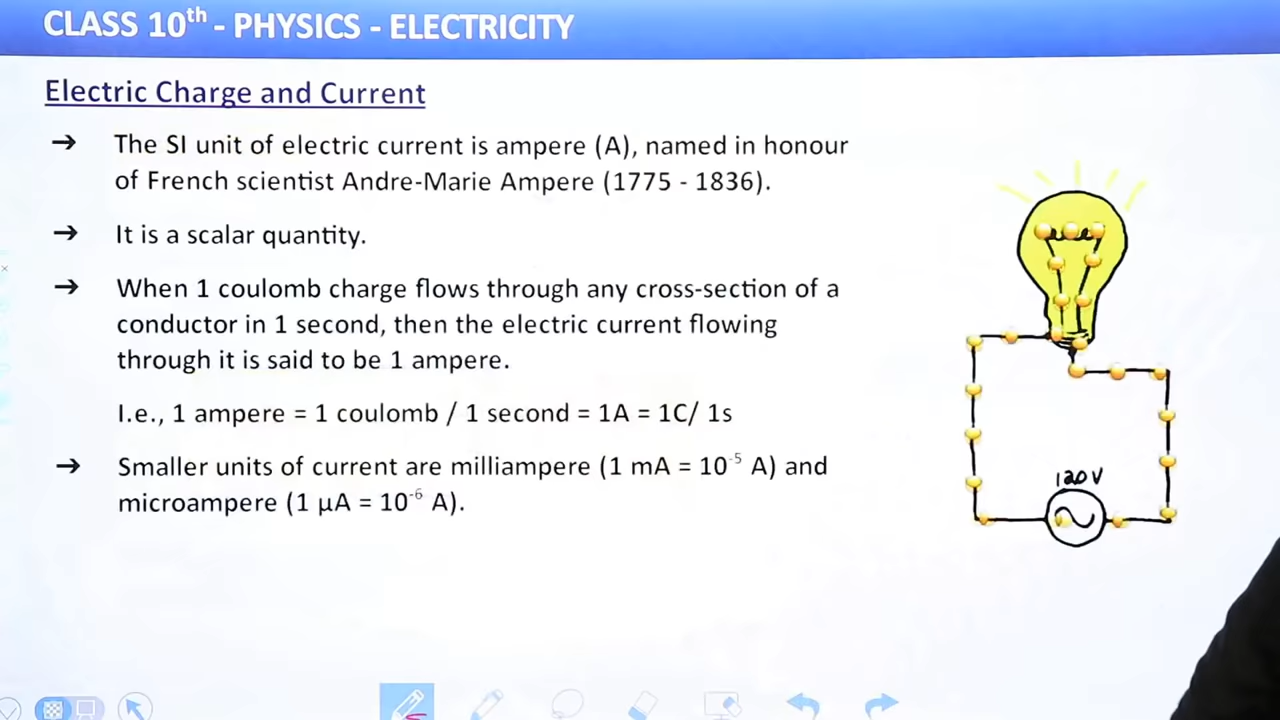 CLASS 10th - PHYSICS - ELECTRICITY
Electric Charge and Current
➔ The SI unit of electric current is ampere (A), named in honour
of French scientist Andre-Marie Ampere (1775 - 1836).
➔ It is a scalar quantity.
➔ When 1 coulomb charge flows through any cross-section of a
conductor in 1 second, then the electric current flowing
through it is said to be 1 ampere.
I.e., 1 ampere = 1 coulomb / 1 second = 1A = 1C/ 1s
➔ Smaller units of current are milliampere (1 mA = 10⁻⁵ A) and
microampere (1 µA = 10⁻⁶ A).
120V